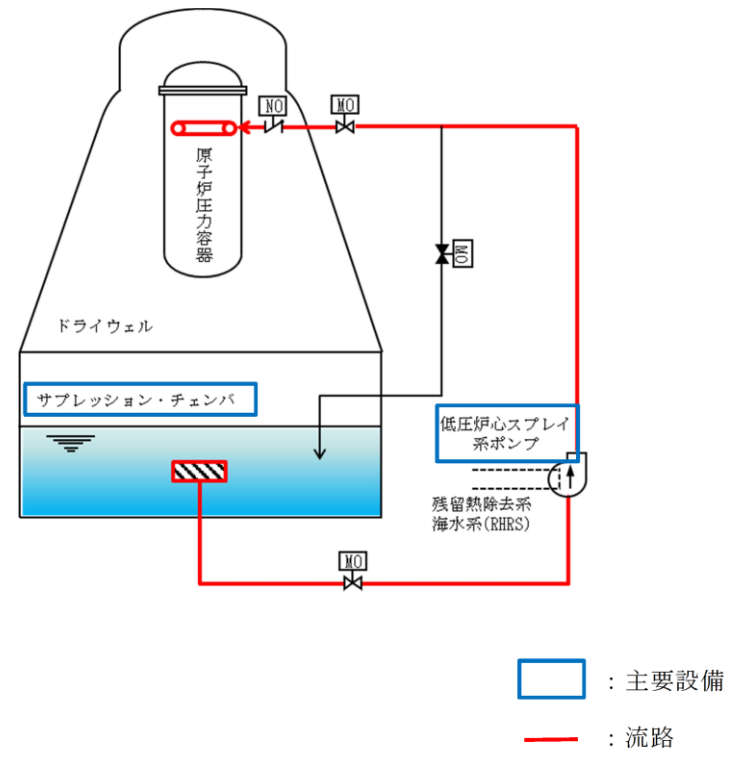 NO
MO
原子炉圧力容器
MO
ドライウェル
サプレッション・チェンバ
低圧炉心スプレイ
系ポンプ
残留熱除去系
海水系(RHRS)
MO
：主要設備
：流路